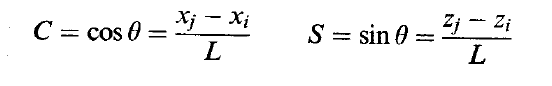 C = cos θ = (x_j − x_i) / L    S = sin θ = (z_j − z_i) / L